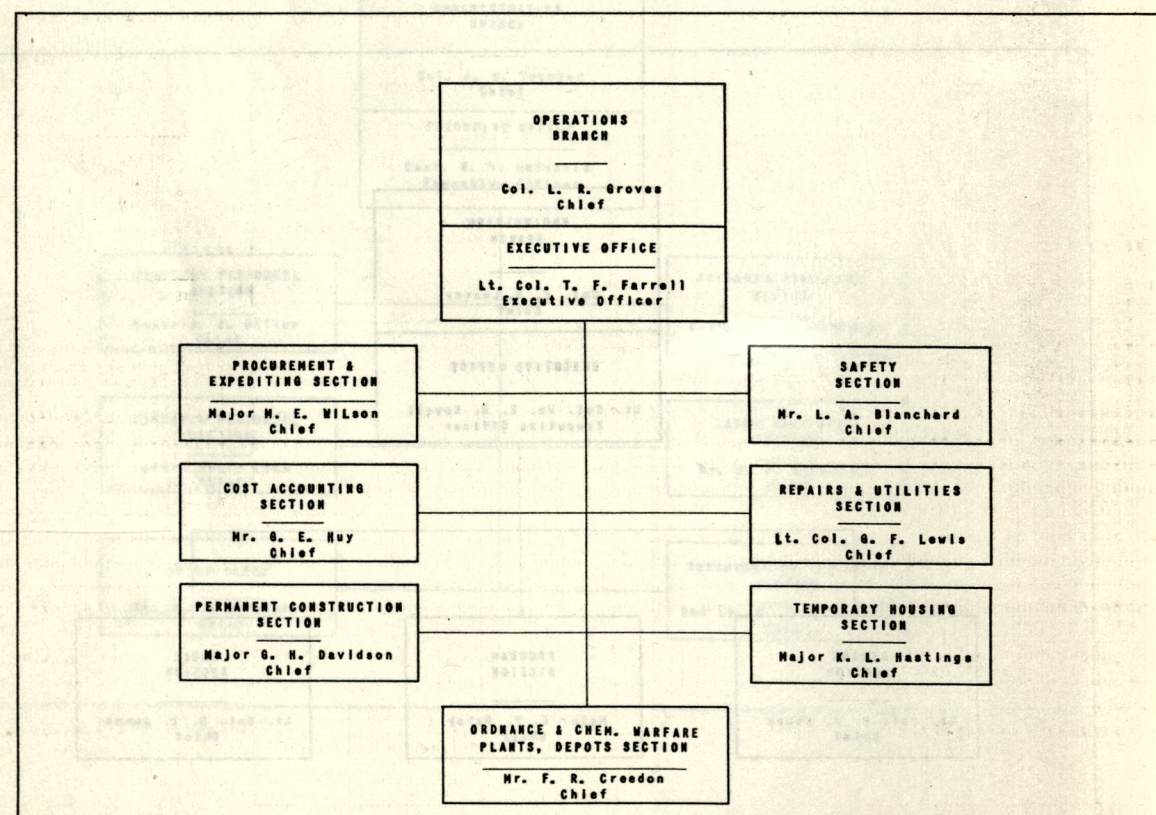 OPERATIONS
BRANCH
Col. L. R. Groves
Chief
EXECUTIVE OFFICE
Lt. Col. T. F. Farrell
Executive Officer
PROCUREMENT &
EXPEDITING SECTION
Major M. E. Wilson
Chief
SAFETY
SECTION
Mr. L. A. Blanchard
Chief
COST ACCOUNTING
SECTION
Mr. G. E. Huy
Chief
REPAIRS & UTILITIES
SECTION
Lt. Col. G. F. Lewis
Chief
PERMANENT CONSTRUCTION
SECTION
Major G. H. Davidson
Chief
TEMPORARY HOUSING
SECTION
Major K. L. Hastings
Chief
ORDNANCE & CHEM. WARFARE
PLANTS, DEPOTS SECTION
Mr. F. R. Creedon
Chief